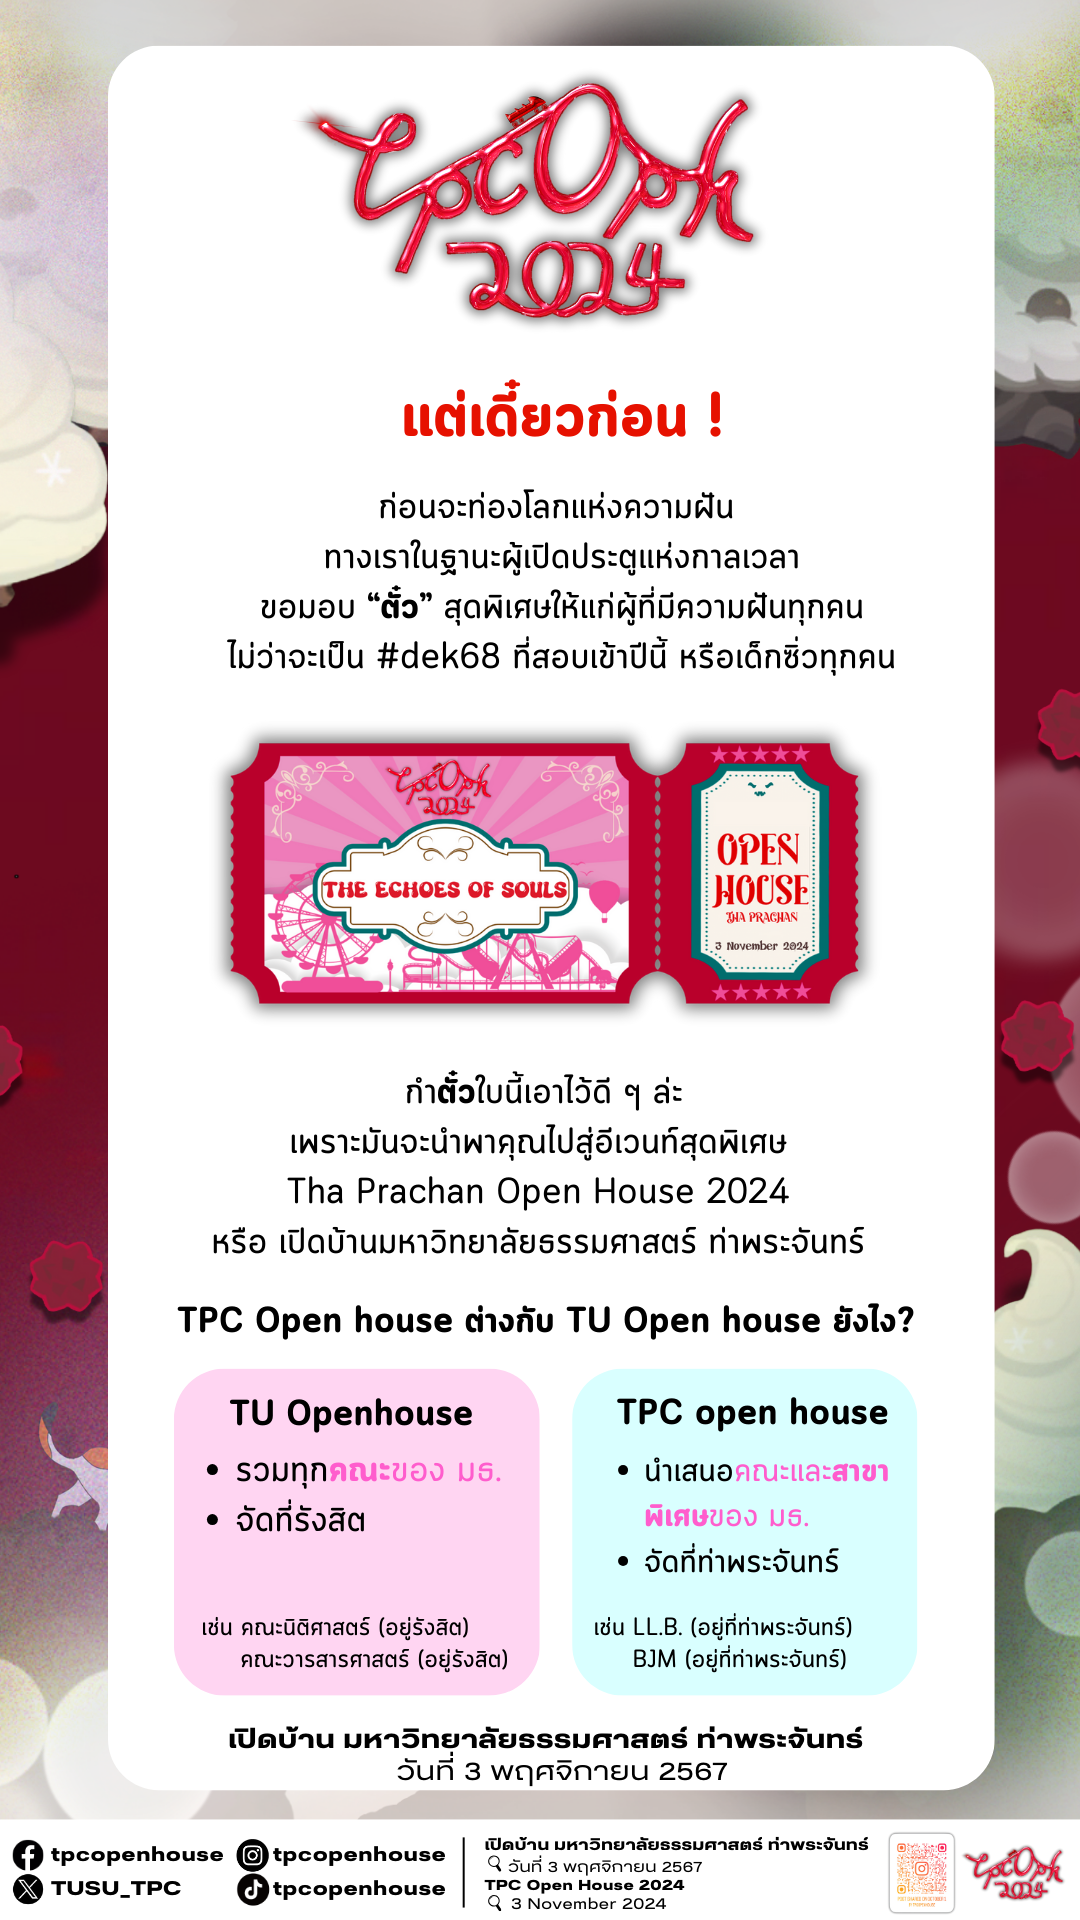 tpcOph
2024
แต่เดี๋ยวก่อน !
ก่อนจะท่องโลกแห่งความฝัน
ทางเราในฐานะผู้เปิดประตูแห่งกาลเวลา
ขอมอบ “ตั๋ว” สุดพิเศษให้แก่ผู้ที่มีความฝันทุกคน
ไม่ว่าจะเป็น #dek68 ที่สอบเข้าปีนี้ หรือเด็กซิ่วทุกคน
tpcOph
2024
THE ECHOES OF SOULS
OPEN
HOUSE
THA PRACHAN
3 November 2024
กำตั๋วใบนี้เอาไว้ดี ๆ ล่ะ
เพราะมันจะนำพาคุณไปสู่อีเวนท์สุดพิเศษ
Tha Prachan Open House 2024
หรือ เปิดบ้านมหาวิทยาลัยธรรมศาสตร์ ท่าพระจันทร์
TPC Open house ต่างกับ TU Open house ยังไง?
TU Openhouse
• รวมทุกคณะของ มธ.
• จัดที่รังสิต
เช่น คณะนิติศาสตร์ (อยู่รังสิต)
คณะวารสารศาสตร์ (อยู่รังสิต)
TPC open house
• นำเสนอคณะและสาขา
พิเศษของ มธ.
• จัดที่ท่าพระจันทร์
เช่น LL.B. (อยู่ที่ท่าพระจันทร์)
BJM (อยู่ที่ท่าพระจันทร์)
เปิดบ้าน มหาวิทยาลัยธรรมศาสตร์ ท่าพระจันทร์
วันที่ 3 พฤศจิกายน 2567
tpcopenhouse
tpcopenhouse
TUSU_TPC
tpcopenhouse
เปิดบ้าน มหาวิทยาลัยธรรมศาสตร์ ท่าพระจันทร์
วันที่ 3 พฤศจิกายน 2567
TPC Open House 2024
3 November 2024
tpcOph
2024